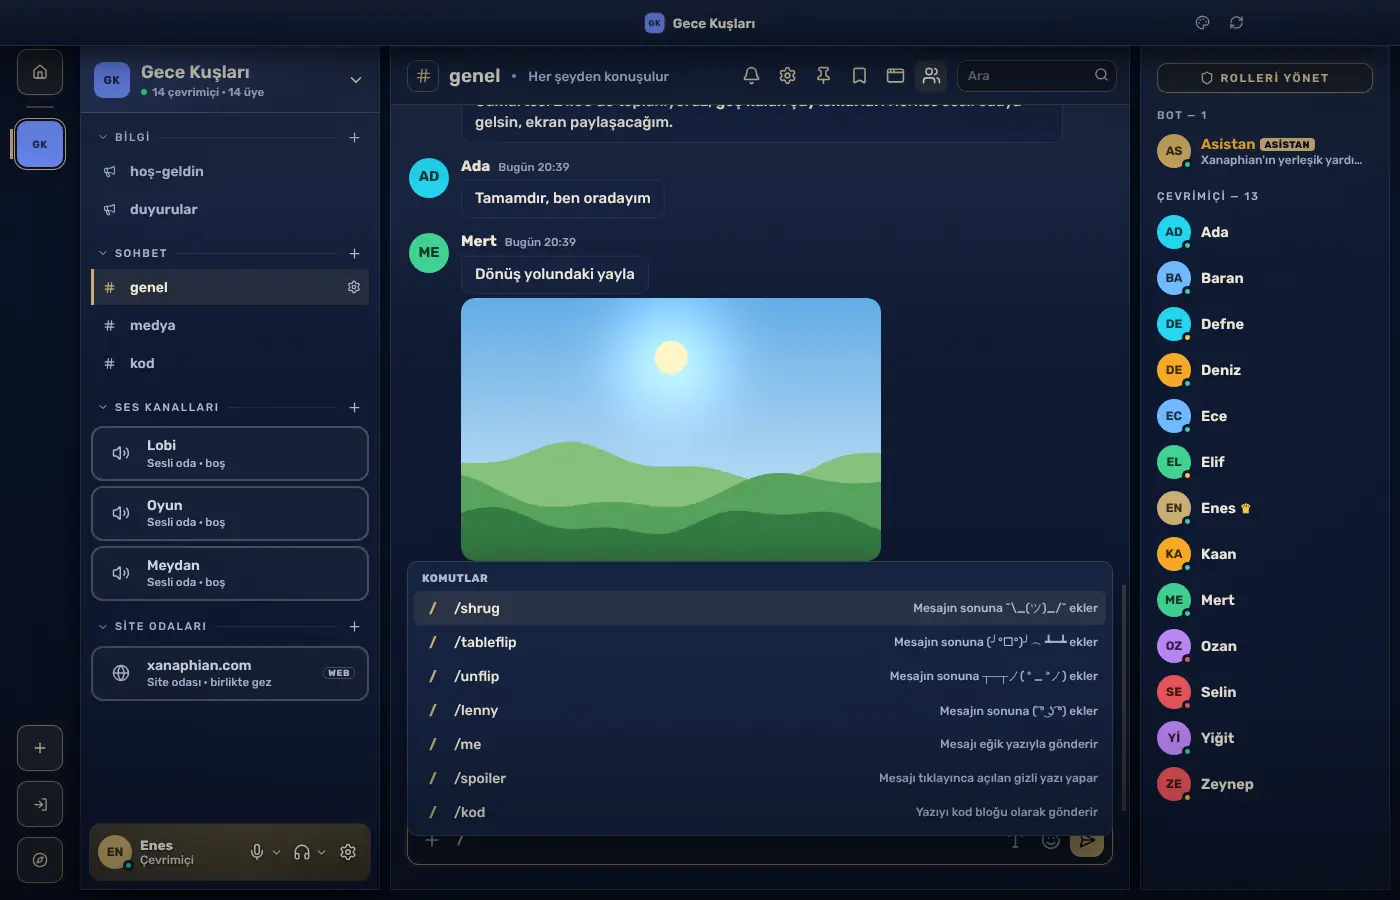 GK Gece Kuşları
GK
GK Gece Kuşları
14 çevrimiçi • 14 üye
BİLGİ
hoş-geldin
duyurular
SOHBET
# genel
# medya
# kod
SES KANALLARI
Lobi
Sesli oda • boş
Oyun
Sesli oda • boş
Meydan
Sesli oda • boş
SİTE ODALARI
xanaphian.com
Site odası • birlikte gez
WEB
EN Enes
Çevrimiçi
# genel • Her şeyden konuşulur
Ara
gelsin, ekran paylaşacağım.
AD Ada Bugün 20:39
Tamamdır, ben oradayım
ME Mert Bugün 20:39
Dönüş yolundaki yayla
KOMUTLAR
/ /shrug Mesajın sonuna ¯\_(ツ)_/¯ ekler
/ /tableflip Mesajın sonuna (╯°□°)╯︵ ┻━┻ ekler
/ /unflip Mesajın sonuna ┬─┬ノ( º _ ºノ) ekler
/ /lenny Mesajın sonuna ( ͡° ͜ʖ ͡°) ekler
/ /me Mesajı eğik yazıyla gönderir
/ /spoiler Mesajı tıklayınca açılan gizli yazı yapar
/ /kod Yazıyı kod bloğu olarak gönderir
/
ROLLERİ YÖNET
BOT — 1
AS Asistan ASİSTAN
Xanaphian'ın yerleşik yardı...
ÇEVRİMİÇİ — 13
AD Ada
BA Baran
DE Defne
DE Deniz
EC Ece
EL Elif
EN Enes
KA Kaan
ME Mert
OZ Ozan
SE Selin
Yİ Yiğit
ZE Zeynep